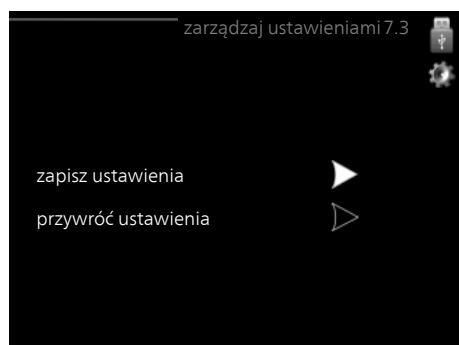 zarządzaj ustawieniami 7.3
zapisz ustawienia
przywróć ustawienia